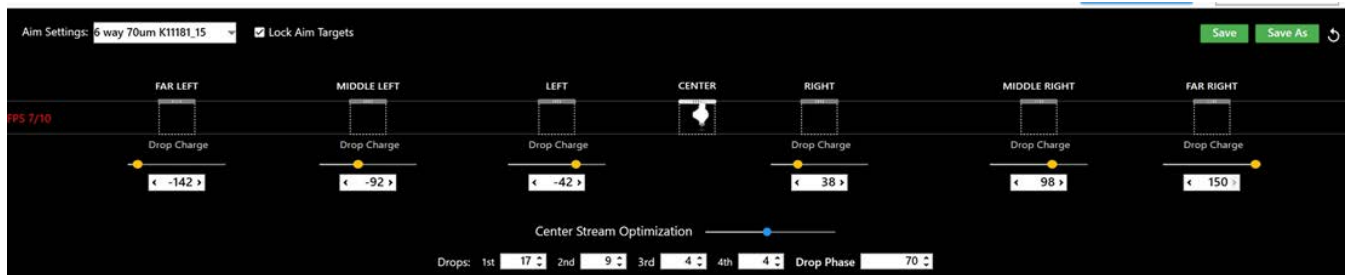 Aim Settings: 6 way 70um K11181_15 Lock Aim Targets Save Save As
FAR LEFT MIDDLE LEFT LEFT CENTER RIGHT MIDDLE RIGHT FAR RIGHT
FPS 7/10
Drop Charge Drop Charge Drop Charge Drop Charge Drop Charge Drop Charge
-142 -92 -42 38 98 150
Center Stream Optimization
Drops: 1st 17 2nd 9 3rd 4 4th 4 Drop Phase 70